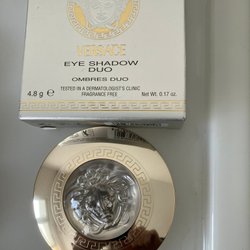 VERSACE
EYE SHADOW
DUO
OMBRES DUO
4.8 g e
TESTED IN A DERMATOLOGIST'S CLINIC
FRAGRANCE FREE
Net Wt. 0.17 oz.